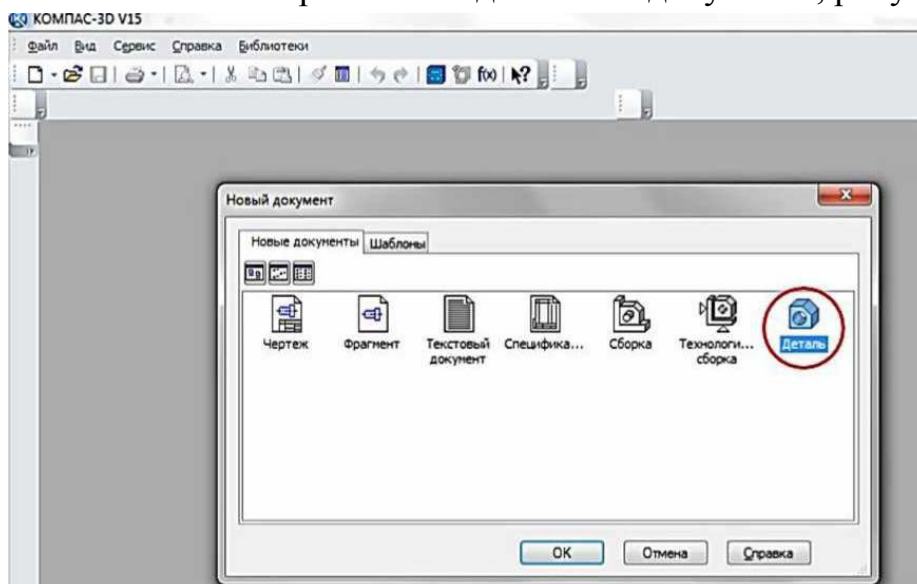 КОМПАС-3D V15
Файл Вид Сервис Справка Библиотеки
f(x)
Новый документ
Новые документы Шаблоны
Чертеж Фрагмент Текстовый документ Специфика... Сборка Технологи... сборка Деталь
ОК Отмена Справка